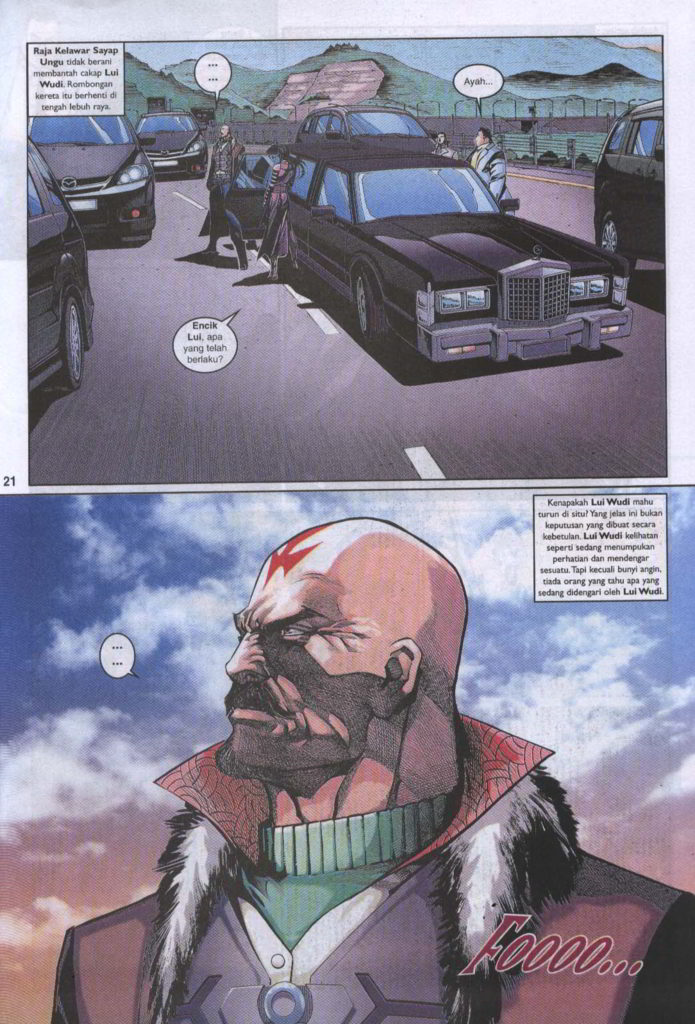 Raja Kelawar Sayap
Ungu tidak berani
membantah cakap Lui
Wudi. Rombongan
kereta itu berhenti di
tengah lebuh raya.
...
...
Ayah...
Encik
Lui, apa
yang telah
berlaku?
21
Kenapakah Lui Wudi mahu
turun di situ? Yang jelas ini bukan
keputusan yang dibuat secara
kebetulan. Lui Wudi kelihatan
seperti sedang menumpukan
perhatian dan mendengar
sesuatu. Tapi kecuali bunyi angin,
tiada orang yang tahu apa yang
sedang didengari oleh Lui Wudi.
...
...
Foooo...